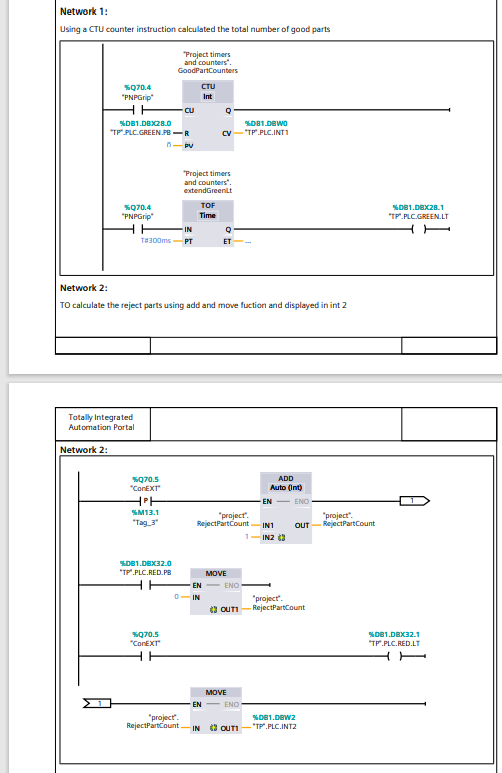 Network 1:
Using a CTU counter instruction calculated the total number of good parts
"Project timers
and counters".
GoodPartCounters
%Q70.4
"PNPGrip"
CTU
Int
CU Q
%DB1.DBX28.0
"TP".PLC.GREEN.PB R
CV %DB1.DBW0
"TP".PLC.INT1
0 PV
"Project timers
and counters".
extendGreenLt
%Q70.4
"PNPGrip"
TOF
Time
%DB1.DBX28.1
"TP".PLC.GREEN.LT
IN Q
T#300ms PT ET ...
Network 2:
TO calculate the reject parts using add and move fuction and displayed in int 2
Totally Integrated
Automation Portal
Network 2:
%Q70.5
"ConEXT"
P
%M13.1
"Tag_3"
ADD
Auto (Int)
EN ENO
1
"project".
RejectPartCount IN1
OUT "project".
RejectPartCount
1 IN2
%DB1.DBX32.0
"TP".PLC.RED.PB
MOVE
EN ENO
0 IN
OUT1 "project".
RejectPartCount
%Q70.5
"ConEXT"
%DB1.DBX32.1
"TP".PLC.RED.LT
1
MOVE
EN ENO
"project".
RejectPartCount IN
OUT1 %DB1.DBW2
"TP".PLC.INT2